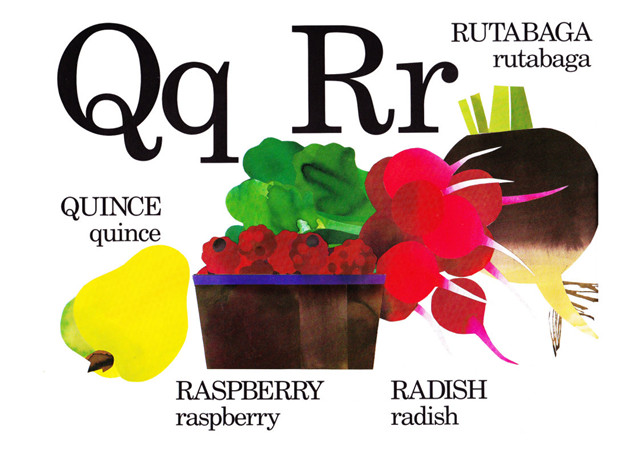 Qq Rr
RUTABAGA
rutabaga
QUINCE
quince
RASPBERRY
raspberry
RADISH
radish